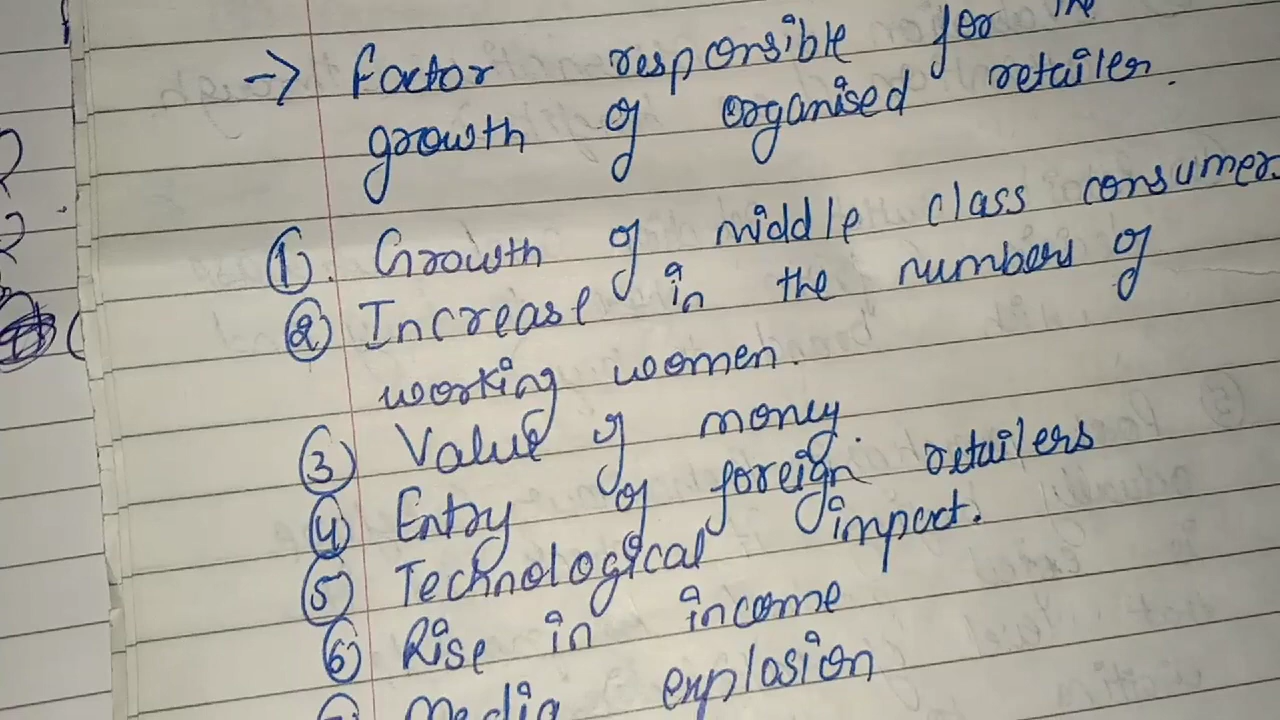 → Factor responsible for the
growth of organised retailer.
①. Growth of middle class consumer.
② Increase in the numbers of
working women.
③ Value of money.
④ Entry of foreign retailers
⑤ Technological impact.
⑥ Rise in income
⑦ Media explosion